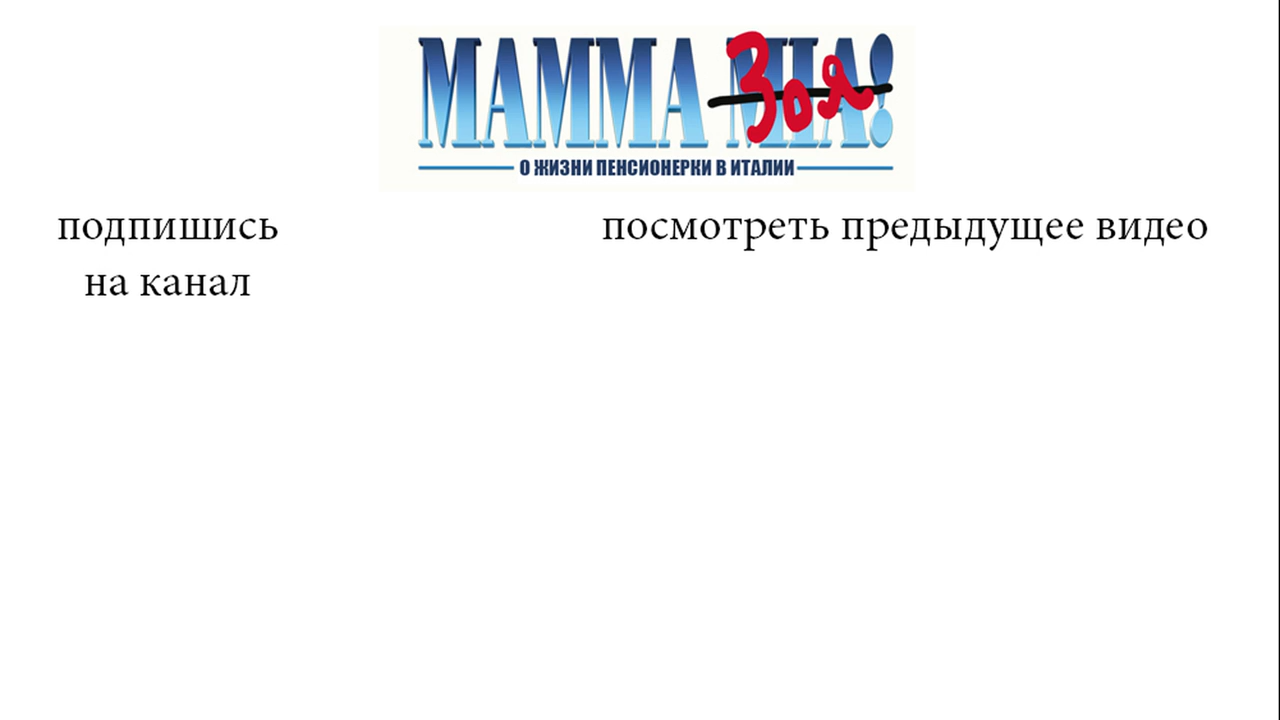 MAMMA MIA!
Зоя
О ЖИЗНИ ПЕНСИОНЕРКИ В ИТАЛИИ
подпишись
на канал
посмотреть предыдущее видео